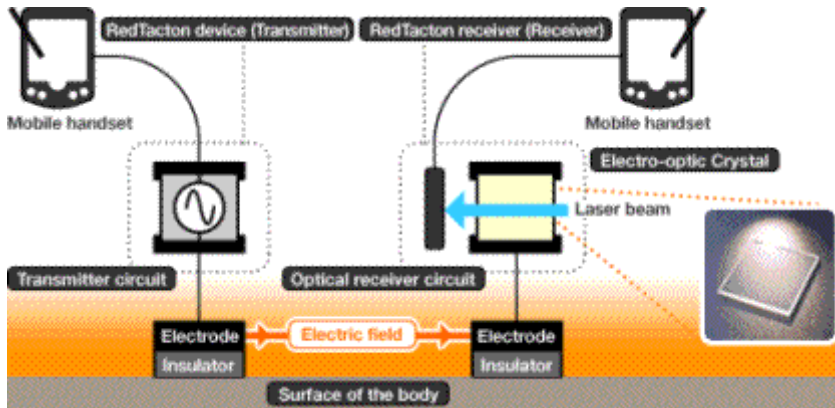 RedTacton device (Transmitter)
RedTacton receiver (Receiver)
Mobile handset
Mobile handset
Electro-optic Crystal
Laser beam
Transmitter circuit
Optical receiver circuit
Electrode
Electric field
Electrode
Insulator
Insulator
Surface of the body